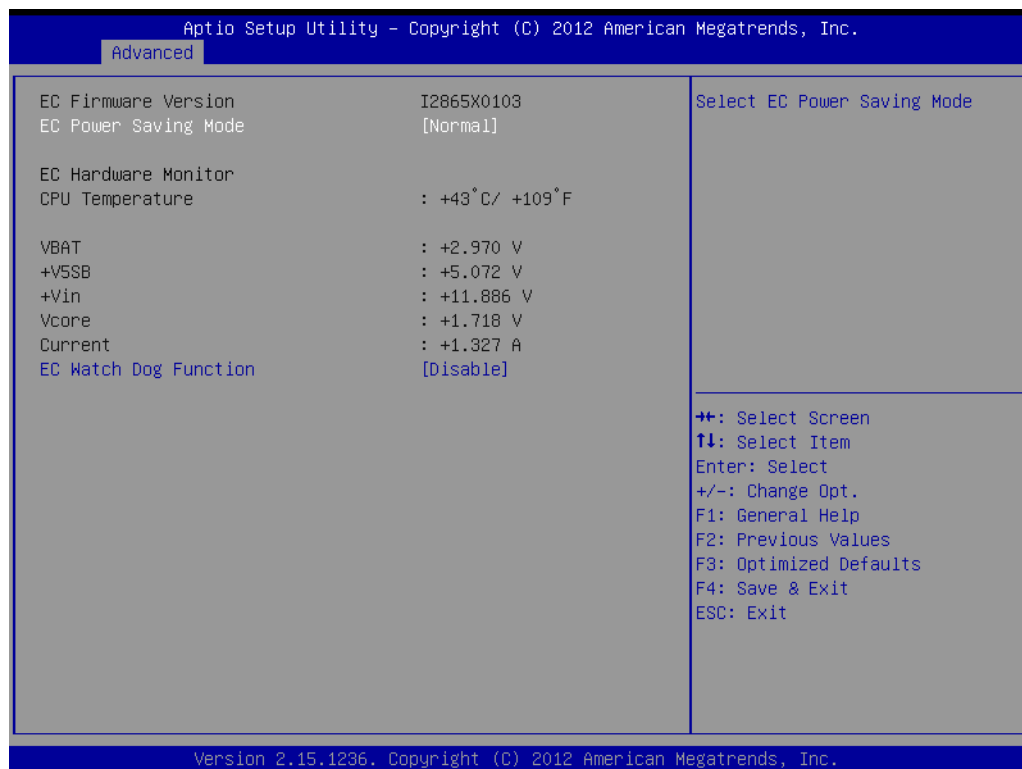 Aptio Setup Utility – Copyright (C) 2012 American Megatrends, Inc.
Advanced
EC Firmware Version I2865X0103
EC Power Saving Mode [Normal]
EC Hardware Monitor
CPU Temperature : +43°C/ +109°F
VBAT : +2.970 V
+V5SB : +5.072 V
+Vin : +11.886 V
Vcore : +1.718 V
Current : +1.327 A
EC Watch Dog Function [Disable]
Select EC Power Saving Mode
→←: Select Screen
↑↓: Select Item
Enter: Select
+/-: Change Opt.
F1: General Help
F2: Previous Values
F3: Optimized Defaults
F4: Save & Exit
ESC: Exit
Version 2.15.1236. Copyright (C) 2012 American Megatrends, Inc.